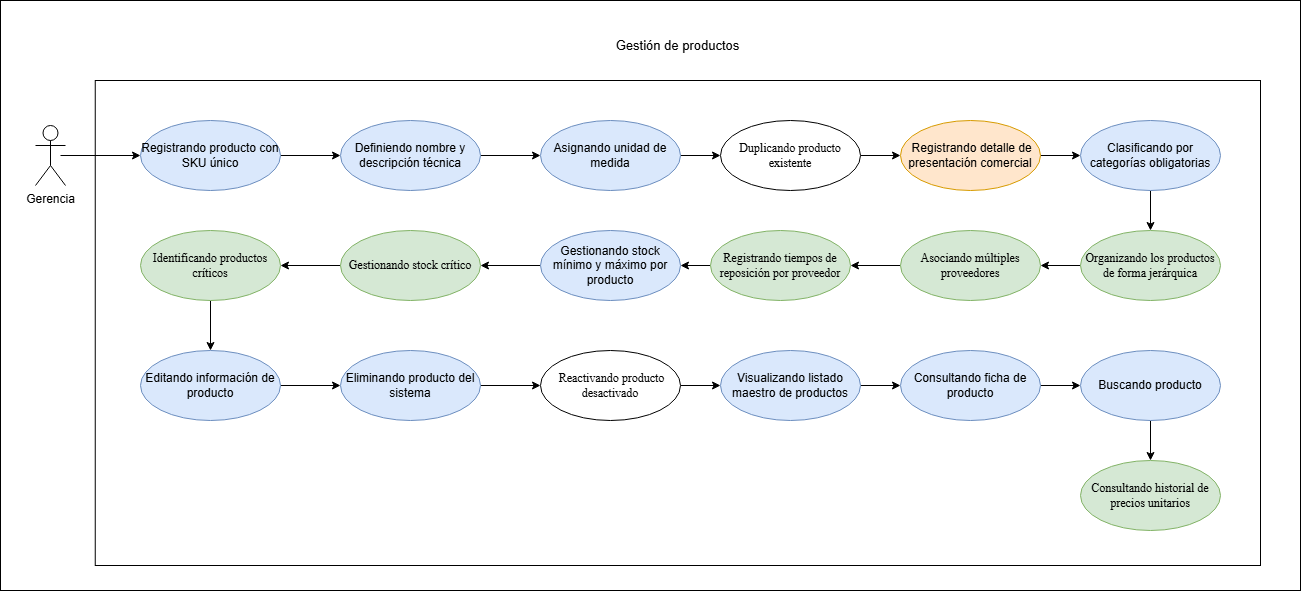 Gestión de productos
Gerencia
Registrando producto con
SKU único
Definiendo nombre y
descripción técnica
Asignando unidad de
medida
Duplicando producto
existente
Registrando detalle de
presentación comercial
Clasificando por
categorías obligatorias
Organizando los productos
de forma jerárquica
Asociando múltiples
proveedores
Registrando tiempos de
reposición por proveedor
Gestionando stock
mínimo y máximo por
producto
Gestionando stock crítico
Identificando productos
críticos
Editando información de
producto
Eliminando producto del
sistema
Reactivando producto
desactivado
Visualizando listado
maestro de productos
Consultando ficha de
producto
Buscando producto
Consultando historial de
precios unitarios